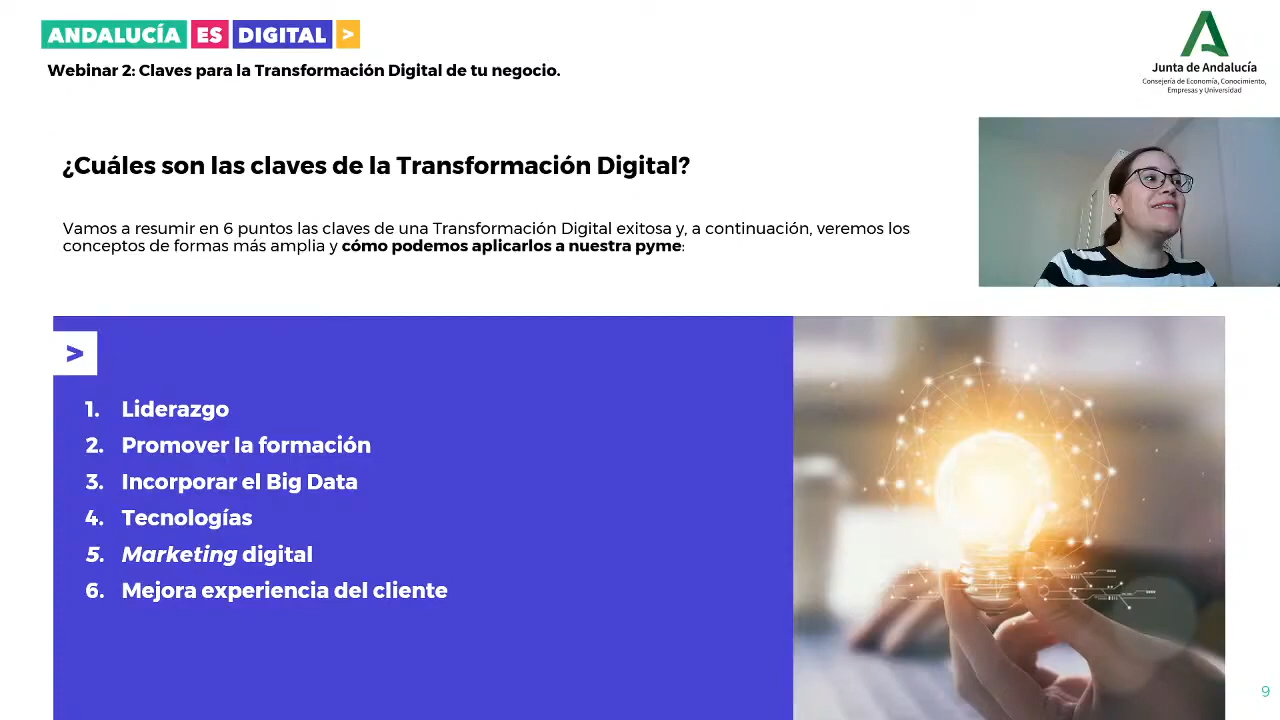 ANDALUCÍA ES DIGITAL >
Webinar 2: Claves para la Transformación Digital de tu negocio.
Junta de Andalucía
Consejería de Economía, Conocimiento,
Empresas y Universidad
¿Cuáles son las claves de la Transformación Digital?
Vamos a resumir en 6 puntos las claves de una Transformación Digital exitosa y, a continuación, veremos los
conceptos de formas más amplia y cómo podemos aplicarlos a nuestra pyme:
>
1. Liderazgo
2. Promover la formación
3. Incorporar el Big Data
4. Tecnologías
5. Marketing digital
6. Mejora experiencia del cliente
9